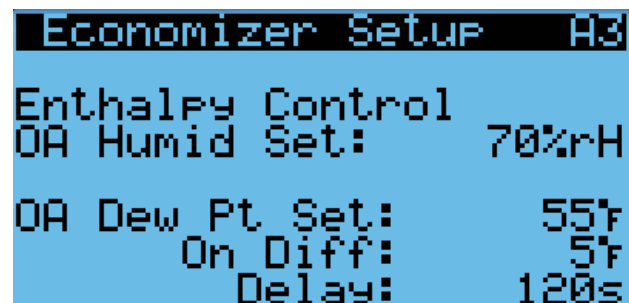 Economizer Setup A3
Enthalpy Control
OA Humid Set: 70%rH
OA Dew Pt Set: 55°F
On Diff: 5°F
Delay: 120s